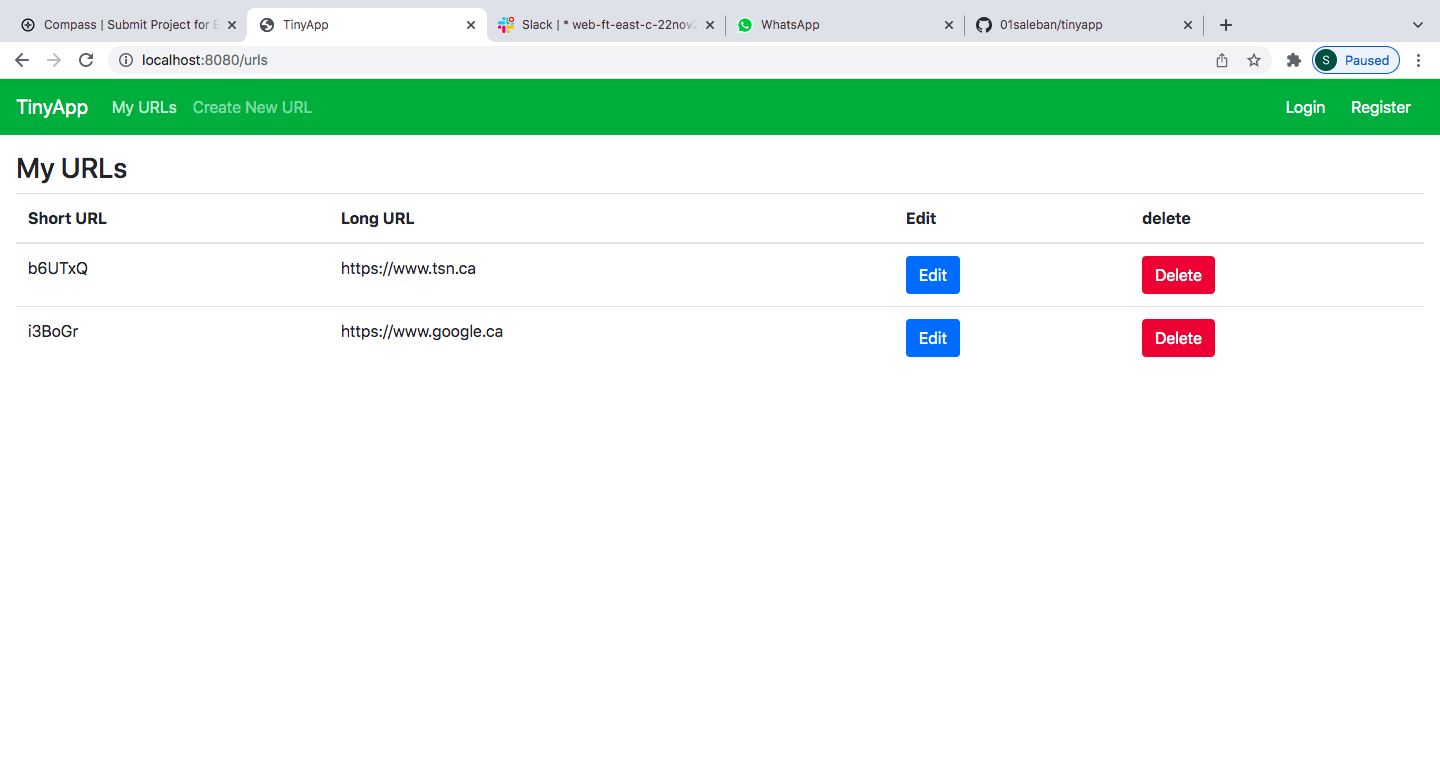 Compass | Submit Project for E
TinyApp
Slack | * web-ft-east-c-22nov2
WhatsApp
01saleban/tinyapp
localhost:8080/urls
S Paused
TinyApp My URLs Create New URL Login Register
My URLs
Short URL Long URL Edit delete
b6UTxQ https://www.tsn.ca Edit Delete
i3BoGr https://www.google.ca Edit Delete